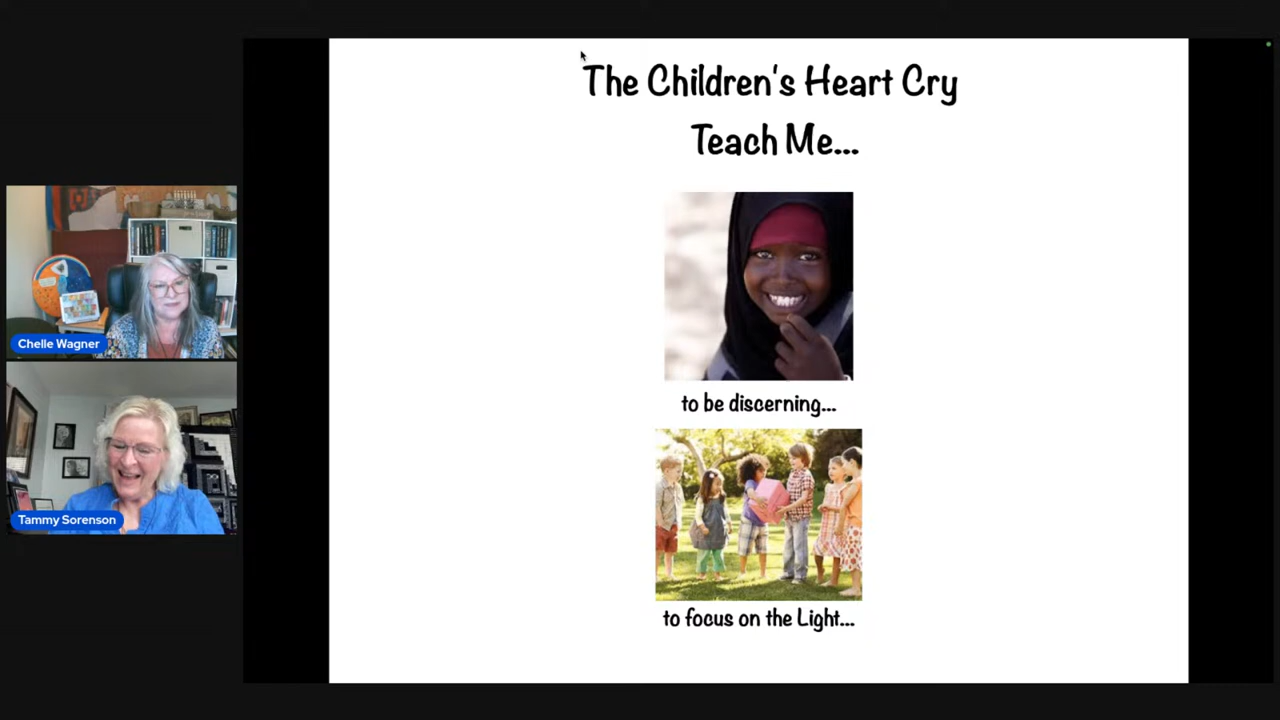 The Children's Heart Cry
Teach Me...
to be discerning...
to focus on the Light...
Chelle Wagner
Tammy Sorenson